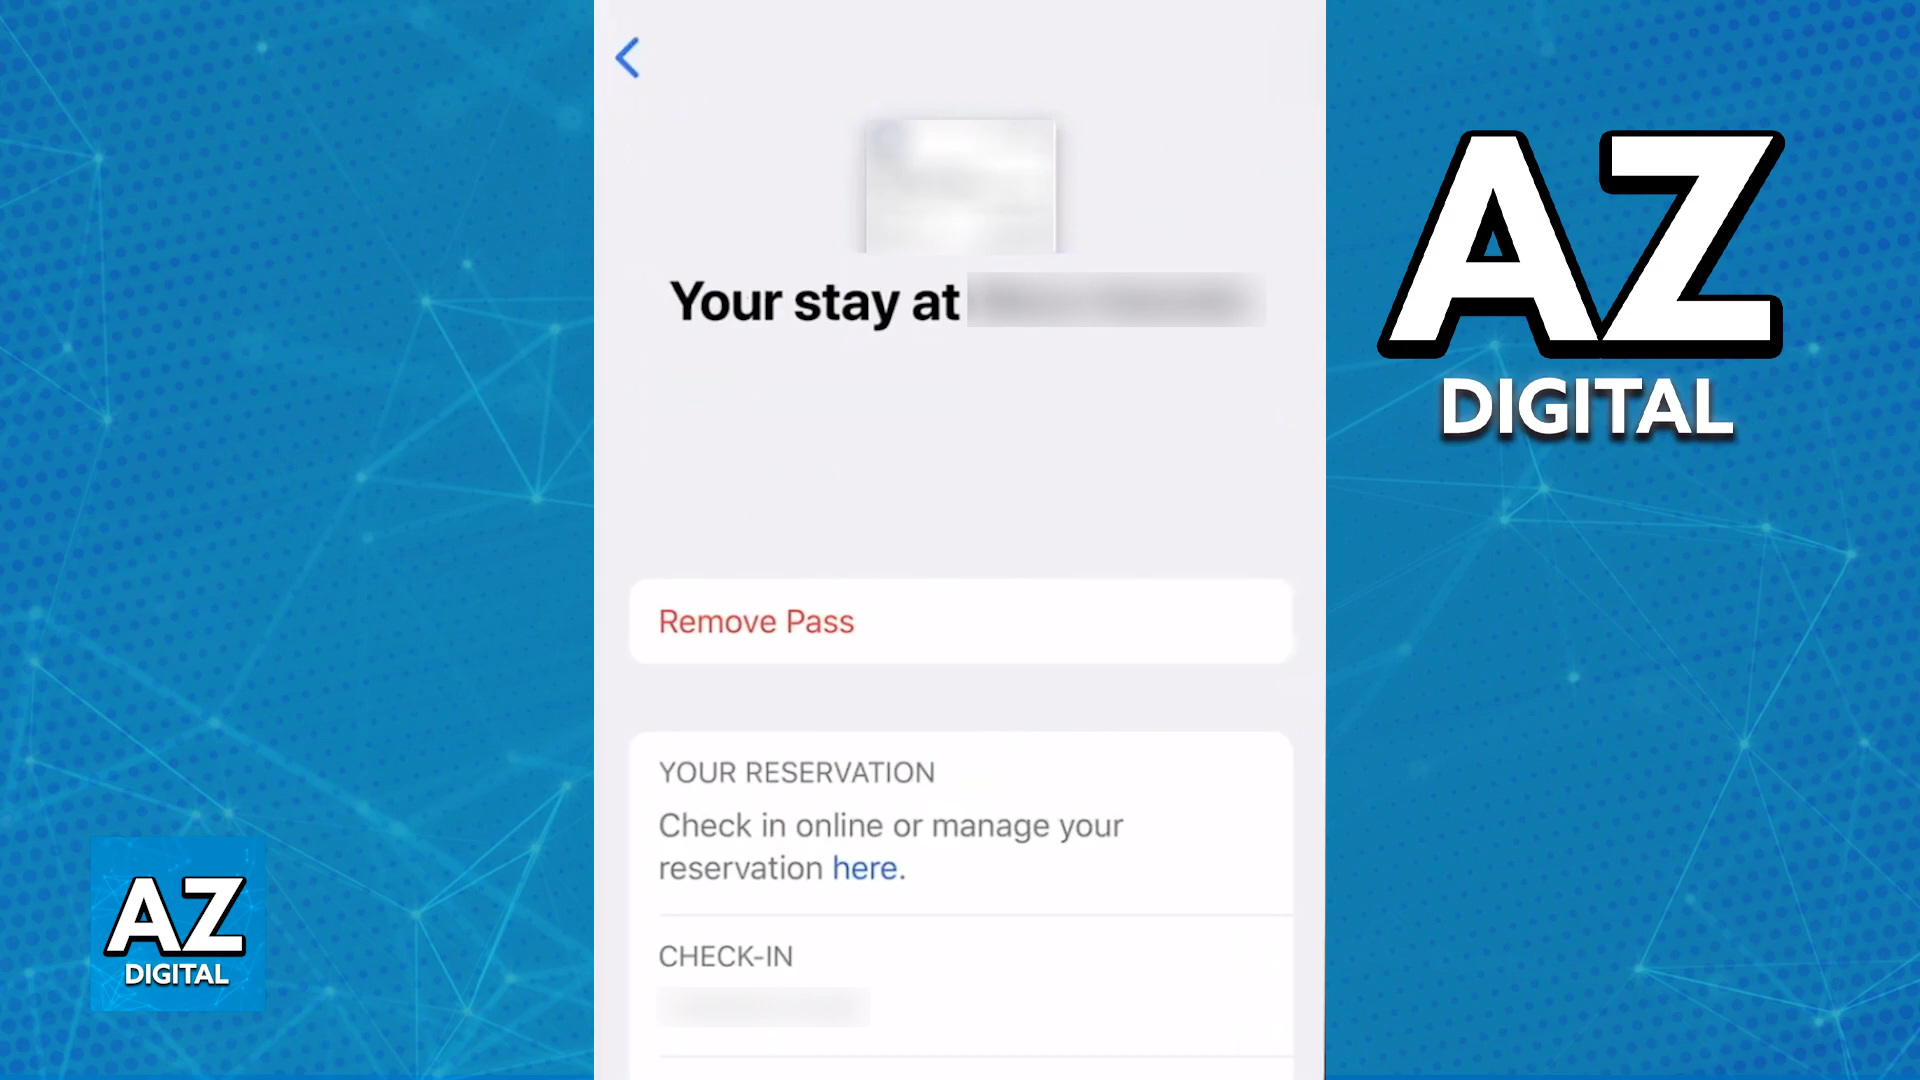 Your stay at
Remove Pass
YOUR RESERVATION
Check in online or manage your
reservation here.
CHECK-IN
AZ
DIGITAL
AZ
DIGITAL